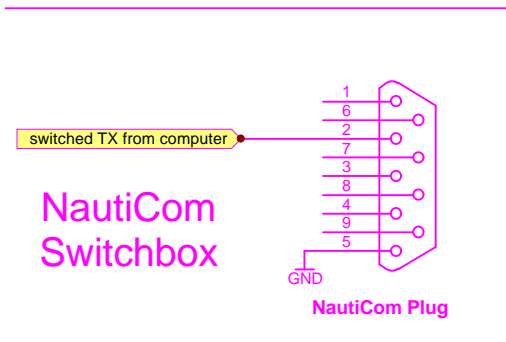 1
6
switched TX from computer
2
7
3
8
4
9
5
NautiCom
Switchbox
GND
NautiCom Plug